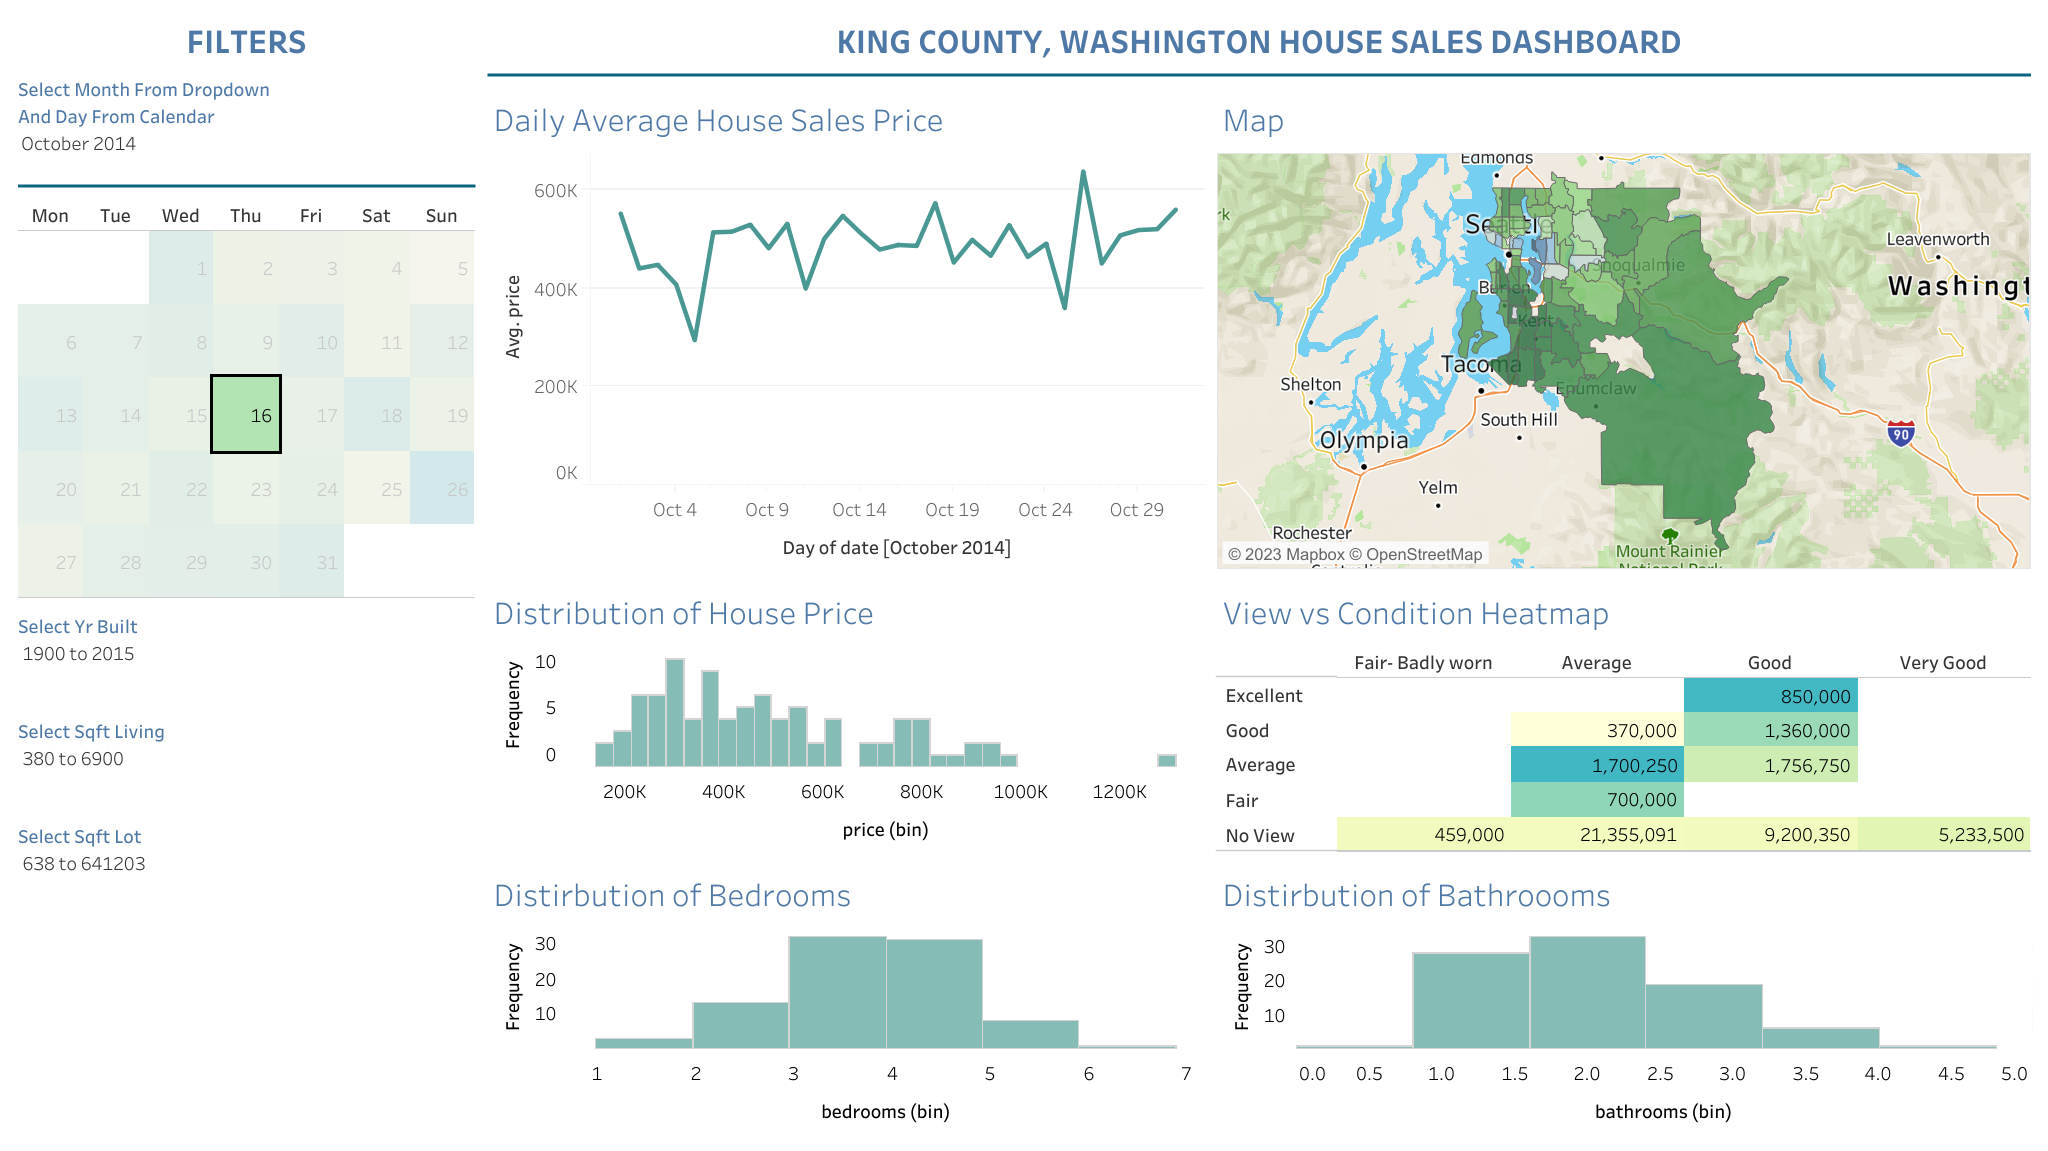 FILTERS
Select Month From Dropdown
And Day From Calendar
October 2014
Mon Tue Wed Thu Fri Sat Sun
1 2 3 4 5
6 7 8 9 10 11 12
13 14 15 16 17 18 19
20 21 22 23 24 25 26
27 28 29 30 31
Select Yr Built
1900 to 2015
Select Sqft Living
380 to 6900
Select Sqft Lot
638 to 641203
KING COUNTY, WASHINGTON HOUSE SALES DASHBOARD
Daily Average House Sales Price
Avg. price
600K
400K
200K
0K
Oct 4 Oct 9 Oct 14 Oct 19 Oct 24 Oct 29
Day of date [October 2014]
Map
Edmonds
Leavenworth
Snoqualmie
Washingt
Burien
Kent
Tacoma
Enumclaw
Shelton
South Hill
Olympia
90
Yelm
Rochester
© 2023 Mapbox © OpenStreetMap
Mount Rainier
National Park
Distribution of House Price
Frequency
10
5
0
200K 400K 600K 800K 1000K 1200K
price (bin)
View vs Condition Heatmap
Fair- Badly worn Average Good Very Good
Excellent 850,000
Good 370,000 1,360,000
Average 1,700,250 1,756,750
Fair 700,000
No View 459,000 21,355,091 9,200,350 5,233,500
Distirbution of Bedrooms
Frequency
30
20
10
1 2 3 4 5 6 7
bedrooms (bin)
Distirbution of Bathroooms
Frequency
30
20
10
0.0 0.5 1.0 1.5 2.0 2.5 3.0 3.5 4.0 4.5 5.0
bathrooms (bin)